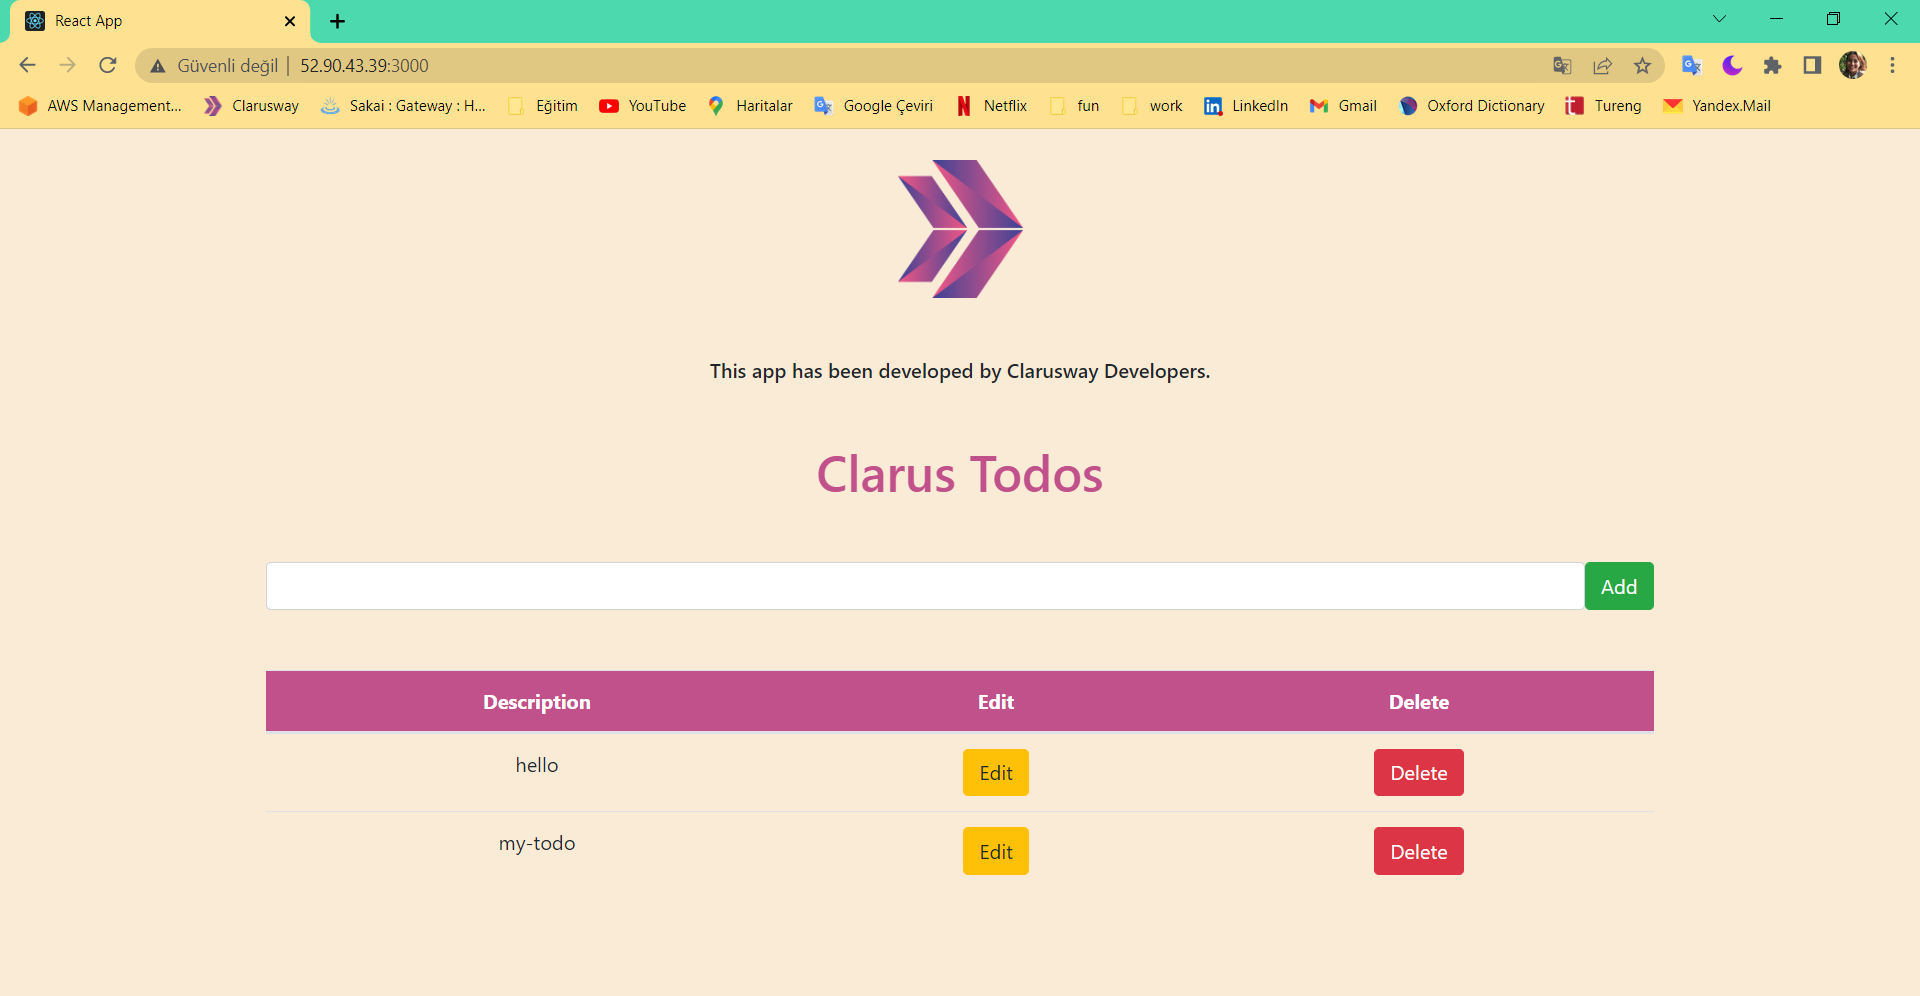 React App
Güvenli değil | 52.90.43.39:3000
AWS Management... Clarusway Sakai : Gateway : H... Eğitim YouTube Haritalar Google Çeviri Netflix fun work LinkedIn Gmail Oxford Dictionary Tureng Yandex.Mail
This app has been developed by Clarusway Developers.
Clarus Todos
Add
Description Edit Delete
hello Edit Delete
my-todo Edit Delete